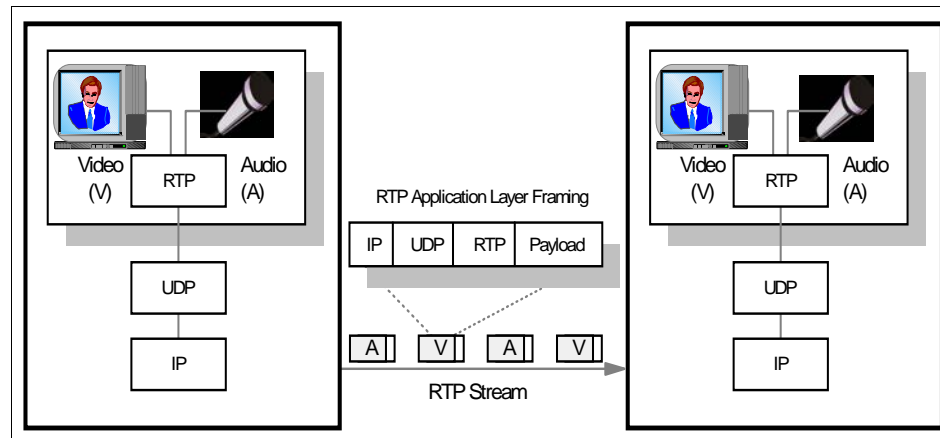 Video
(V)
RTP
Audio
(A)
UDP
IP
RTP Application Layer Framing
IP UDP RTP Payload
A V A V
RTP Stream
Video
(V)
RTP
Audio
(A)
UDP
IP